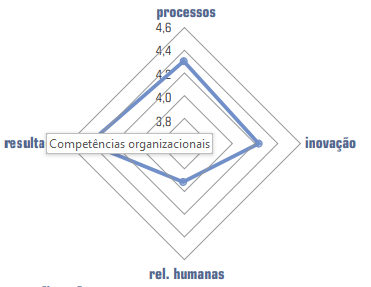 processos
4,6
4,4
4,2
4,0
3,8
resulta
Competências organizacionais
inovação
rel. humanas